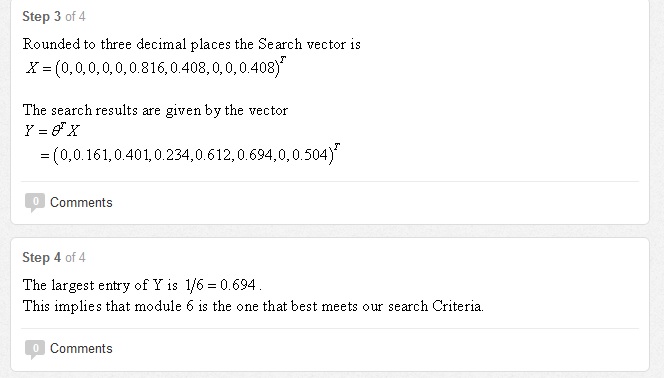 Step 3 of 4
Rounded to three decimal places the Search vector is
X = (0,0,0,0,0,0.816,0.408,0,0,0.408)^T
The search results are given by the vector
Y = θ^T X
= (0,0.161,0.401,0.234,0.612,0.694,0,0.504)^T
0 Comments
Step 4 of 4
The largest entry of Y is 1/6 = 0.694 .
This implies that module 6 is the one that best meets our search Criteria.
0 Comments